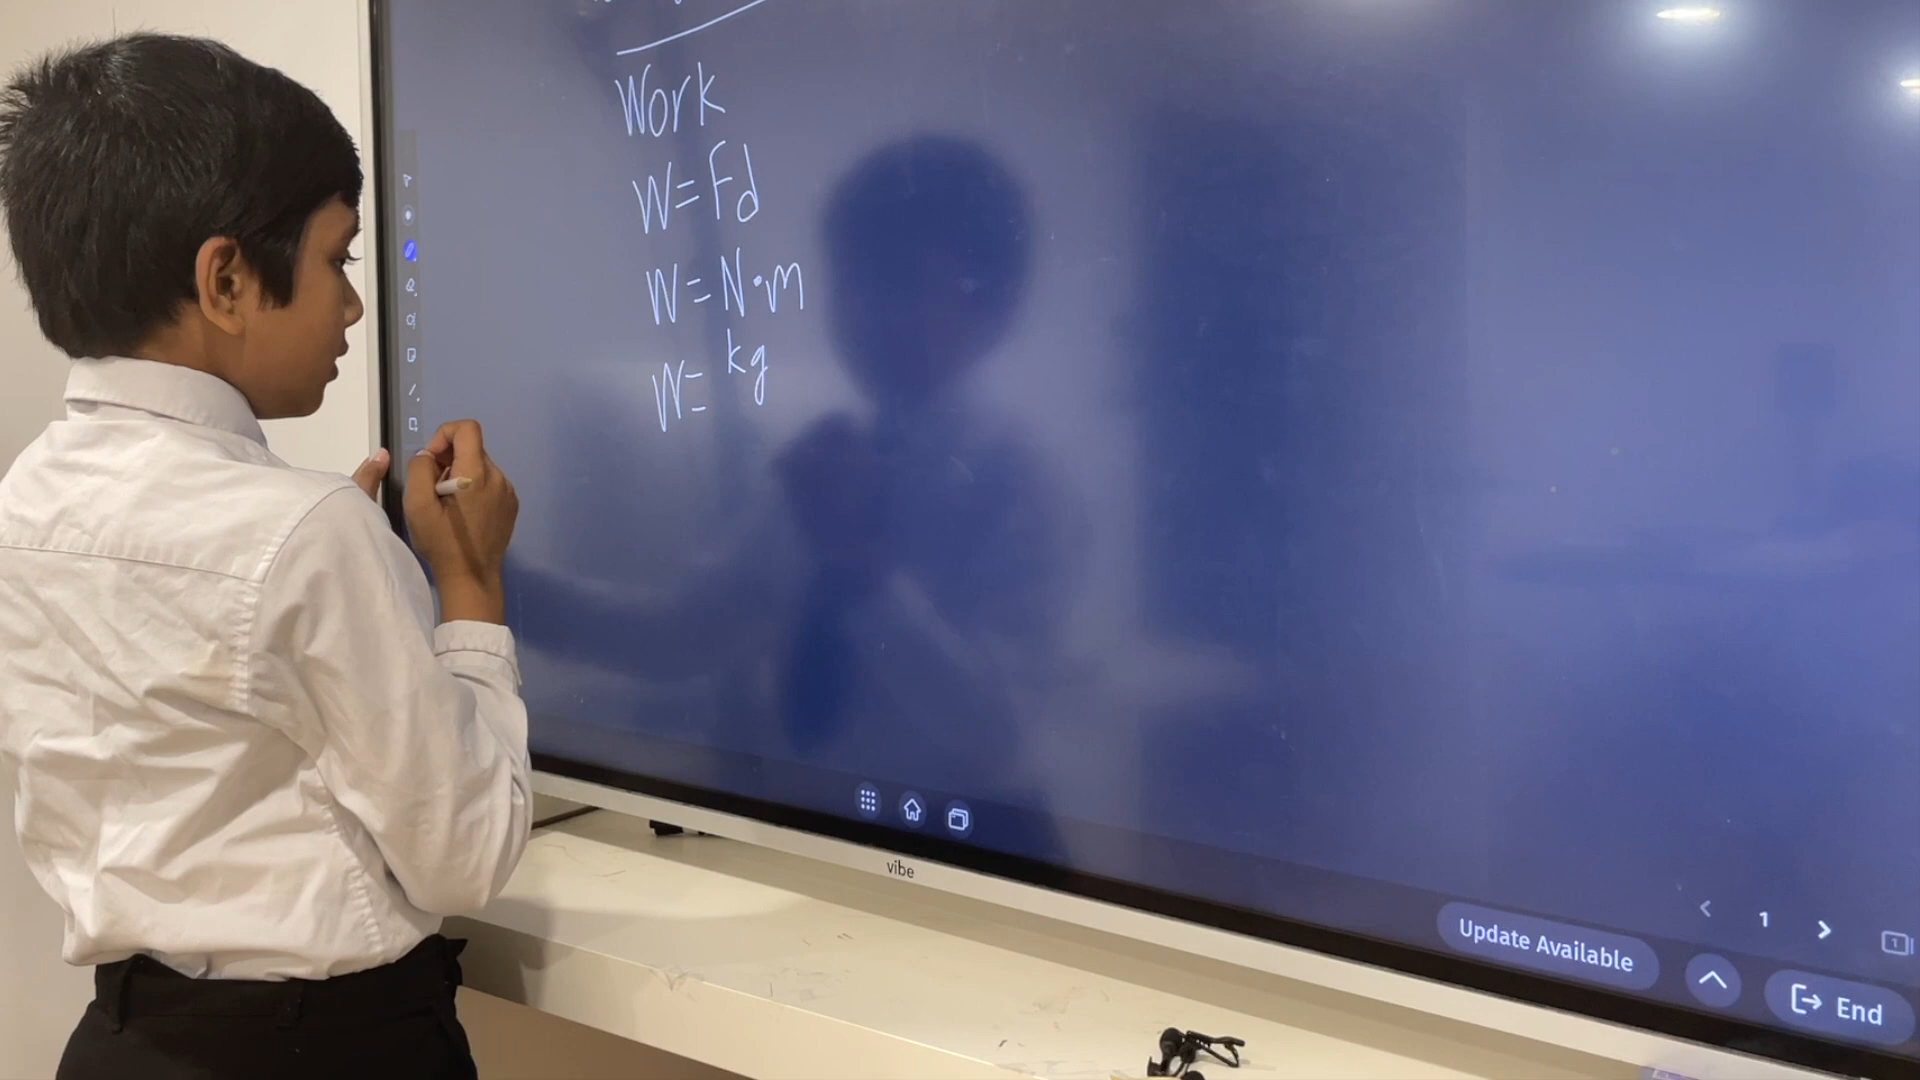 Work
W=Fd
W=N·m
W= kg
vibe
Update Available
1
End